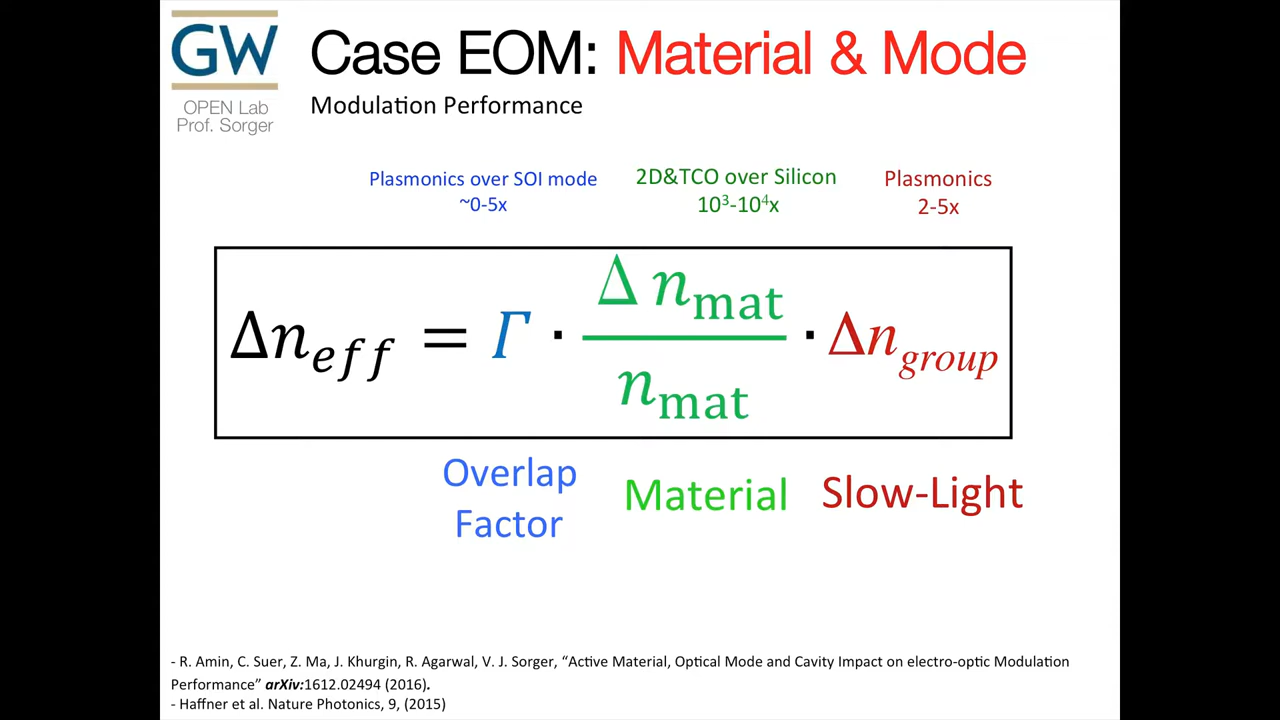 GW
OPEN Lab
Prof. Sorger
Case EOM: Material & Mode
Modulation Performance
Plasmonics over SOI mode
~0-5x
2D&TCO over Silicon
10³-10⁴x
Plasmonics
2-5x
Δn_eff = Γ · Δ n_mat / n_mat · Δn_group
Overlap
Factor
Material
Slow-Light
- R. Amin, C. Suer, Z. Ma, J. Khurgin, R. Agarwal, V. J. Sorger, “Active Material, Optical Mode and Cavity Impact on electro-optic Modulation
Performance” arXiv:1612.02494 (2016).
- Haffner et al. Nature Photonics, 9, (2015)